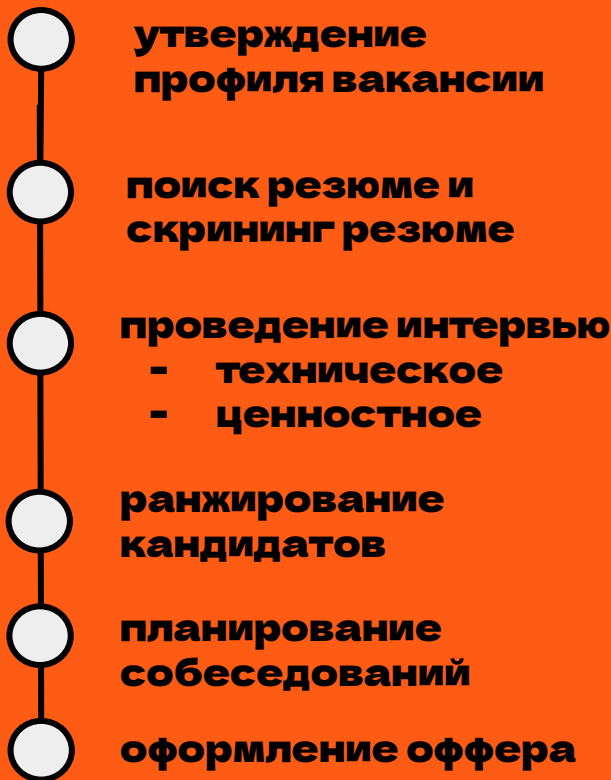 утверждение
профиля вакансии
поиск резюме и
скрининг резюме
проведение интервью
- техническое
- ценностное
ранжирование
кандидатов
планирование
собеседований
оформление оффера